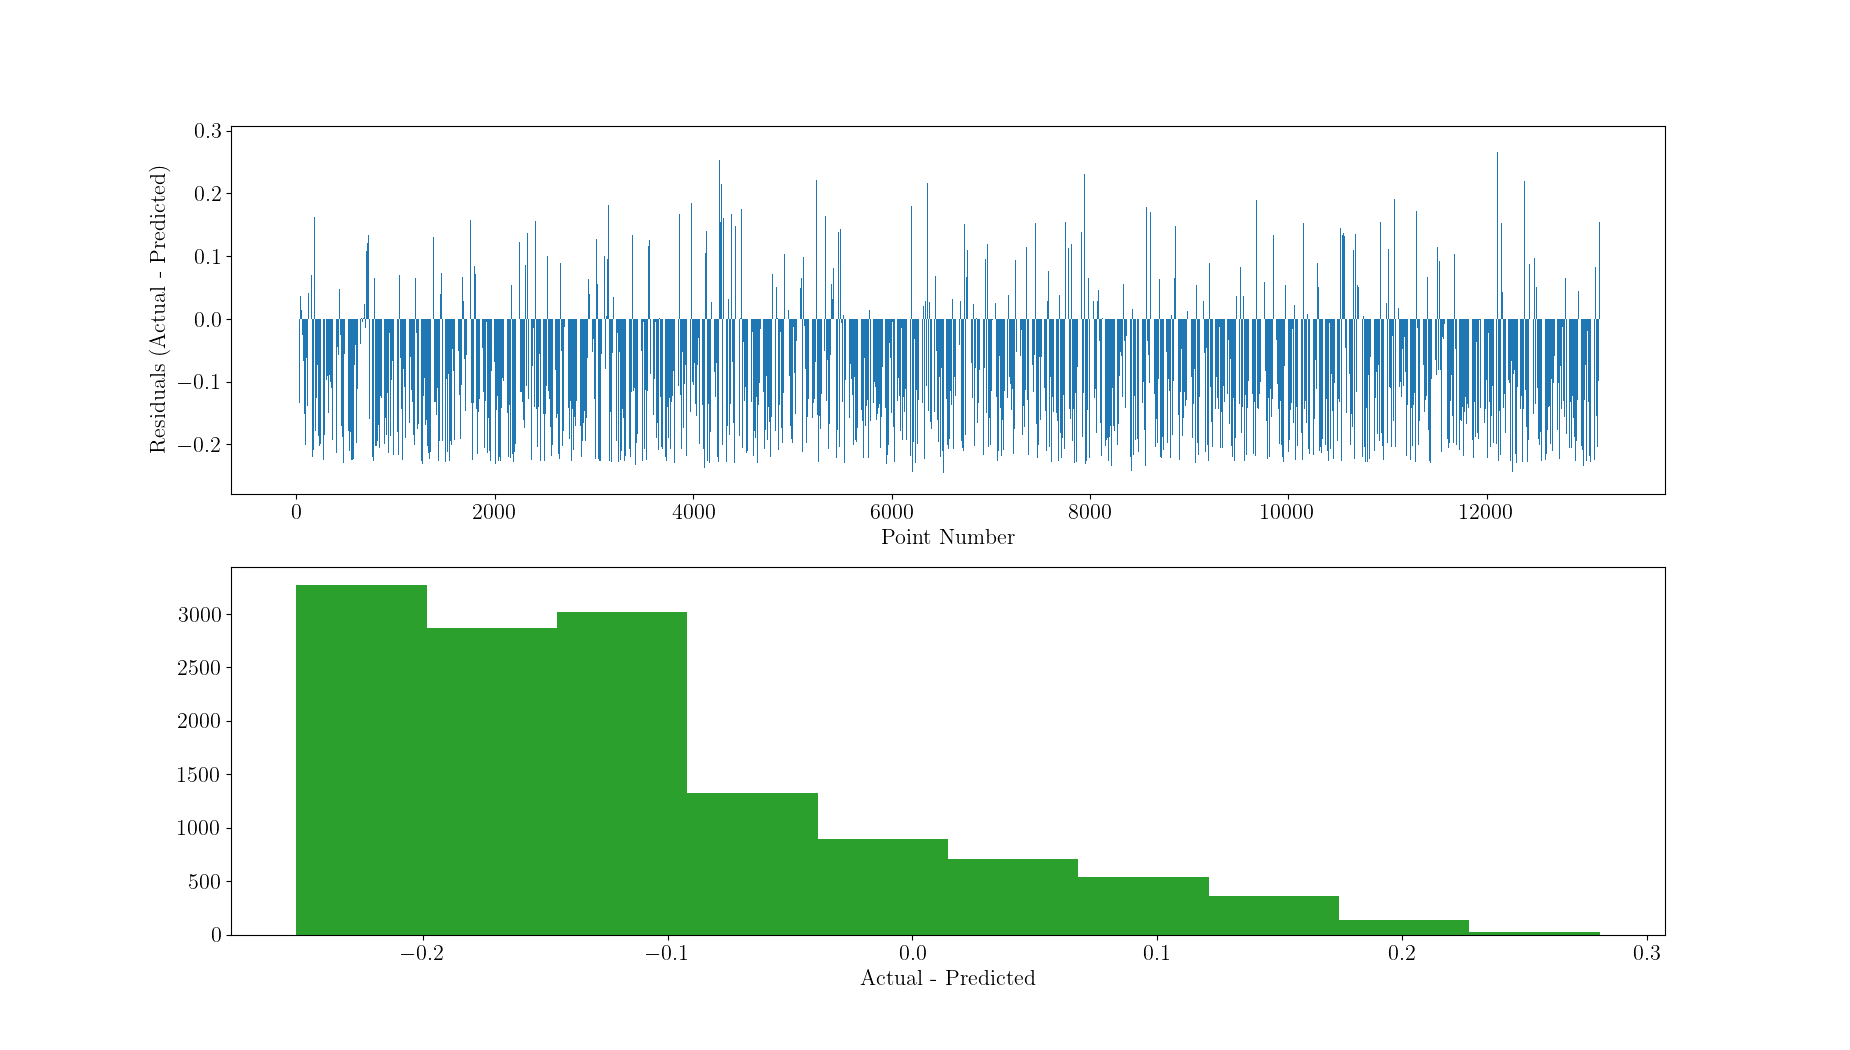 0.3
0.2
0.1
0.0
−0.1
−0.2
Residuals (Actual - Predicted)
0 2000 4000 6000 8000 10000 12000
Point Number
3000
2500
2000
1500
1000
500
0
−0.2 −0.1 0.0 0.1 0.2 0.3
Actual - Predicted